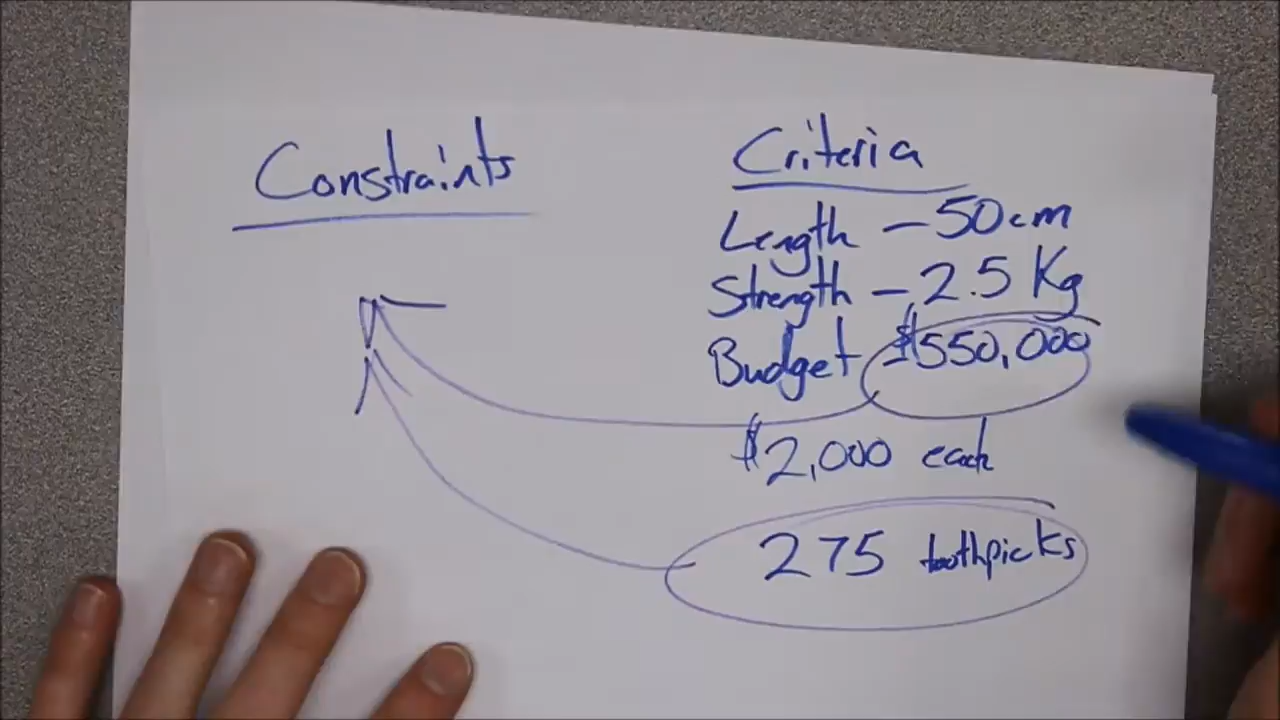 Constraints
Criteria
Length - 50cm
Strength - 2.5 Kg
Budget - $550,000
$2,000 each
275 toothpicks